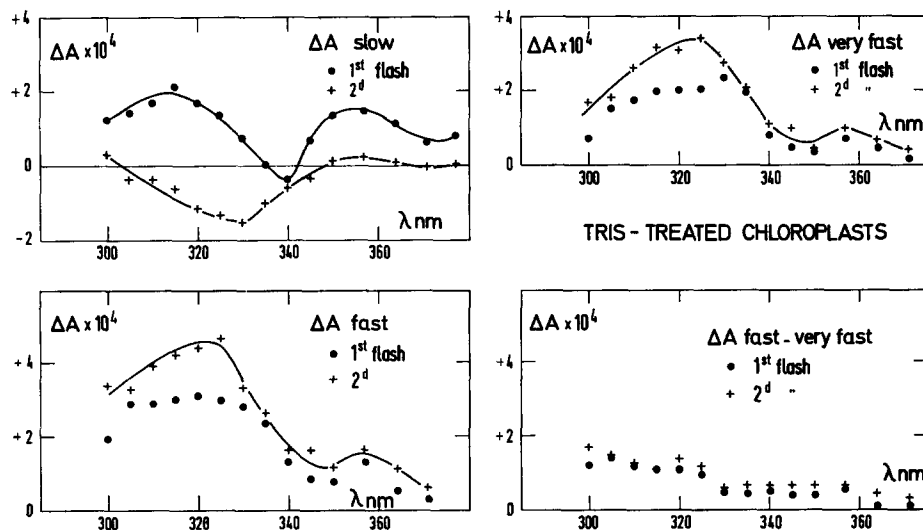 +4
ΔA ×10⁴
ΔA slow
● 1st flash
+ 2d
+2
0
-2
λ nm
300 320 340 360
+4
ΔA ×10⁴
ΔA very fast
+ 2d "
● 1st flash
+2
λnm
0
300 320 340 360
TRIS - TREATED CHLOROPLASTS
ΔA ×10⁴
ΔA fast
● 1st flash
+ 2d
+4
+2
λ nm
0
300 320 340 360
ΔA ×10⁴
ΔA fast - very fast
● 1st flash
+ 2d "
+4
+2
λnm
0
300 320 340 360